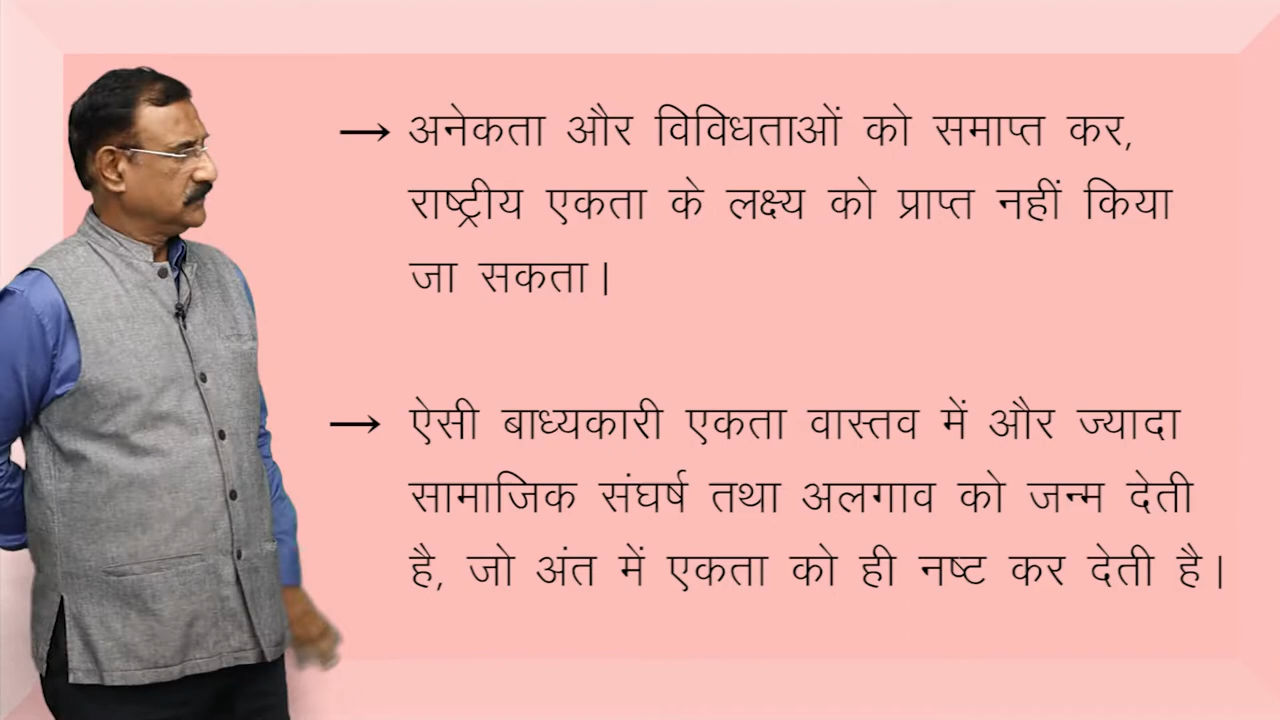 → अनेकता और विविधताओं को समाप्त कर,
राष्ट्रीय एकता के लक्ष्य को प्राप्त नहीं किया
जा सकता।
→ ऐसी बाध्यकारी एकता वास्तव में और ज्यादा
सामाजिक संघर्ष तथा अलगाव को जन्म देती
है, जो अंत में एकता को ही नष्ट कर देती है।